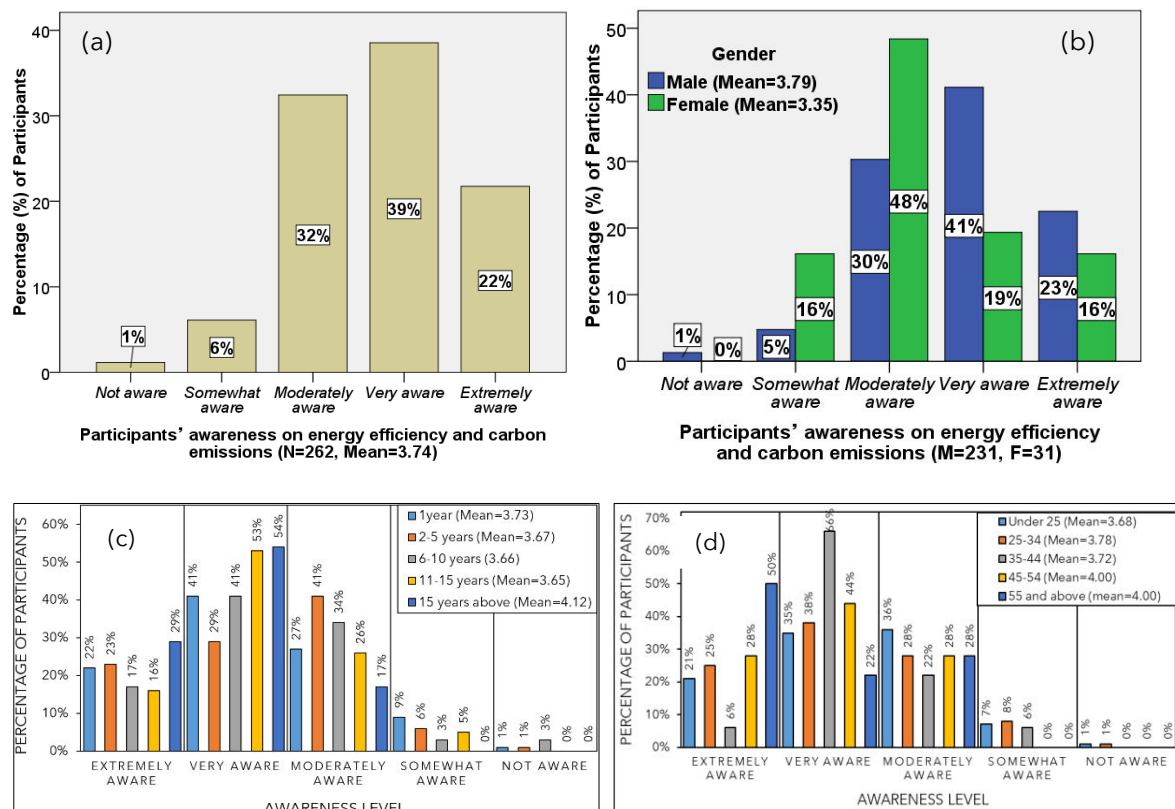 (a)
Percentage (%) of Participants
40
30
20
10
0
1%
6%
32%
39%
22%
Not aware
Somewhat
aware
Moderately
aware
Very aware
Extremely
aware
Participants’ awareness on energy efficiency and carbon
emissions (N=262, Mean=3.74)
(b)
Percentage (%) of Participants
50
40
30
20
10
0
Gender
Male (Mean=3.79)
Female (Mean=3.35)
1%
0%
5%
16%
30%
48%
41%
19%
23%
16%
Not aware
Somewhat
aware
Moderately
aware
Very aware
Extremely
aware
Participants’ awareness on energy efficiency
and carbon emissions (M=231, F=31)
(c)
PERCENTAGE OF PARTICIPANTS
60%
50%
40%
30%
20%
10%
0%
1year (Mean=3.73)
2-5 years (Mean=3.67)
6-10 years (3.66)
11-15 years (Mean=3.65)
15 years above (Mean=4.12)
22%
23%
17%
16%
29%
41%
29%
41%
53%
54%
27%
41%
34%
26%
17%
9%
6%
3%
5%
0%
1%
1%
3%
0%
0%
EXTREMELY
AWARE
VERY AWARE
MODERATELY
AWARE
SOMEWHAT
AWARE
NOT AWARE
AWARENESS LEVEL
(d)
PERCENTAGE OF PARTICIPANTS
70%
60%
50%
40%
30%
20%
10%
0%
Under 25 (Mean=3.68)
25-34 (Mean=3.78)
35-44 (Mean=3.72)
45-54 (Mean=4.00)
55 and above (mean=4.00)
21%
25%
6%
28%
50%
35%
38%
66%
44%
22%
36%
28%
22%
28%
28%
7%
8%
6%
0%
0%
1%
1%
0%
0%
0%
EXTREMELY
AWARE
VERY AWARE
MODERATELY
AWARE
SOMEWHAT
AWARE
NOT AWARE
AWARENESS LEVEL